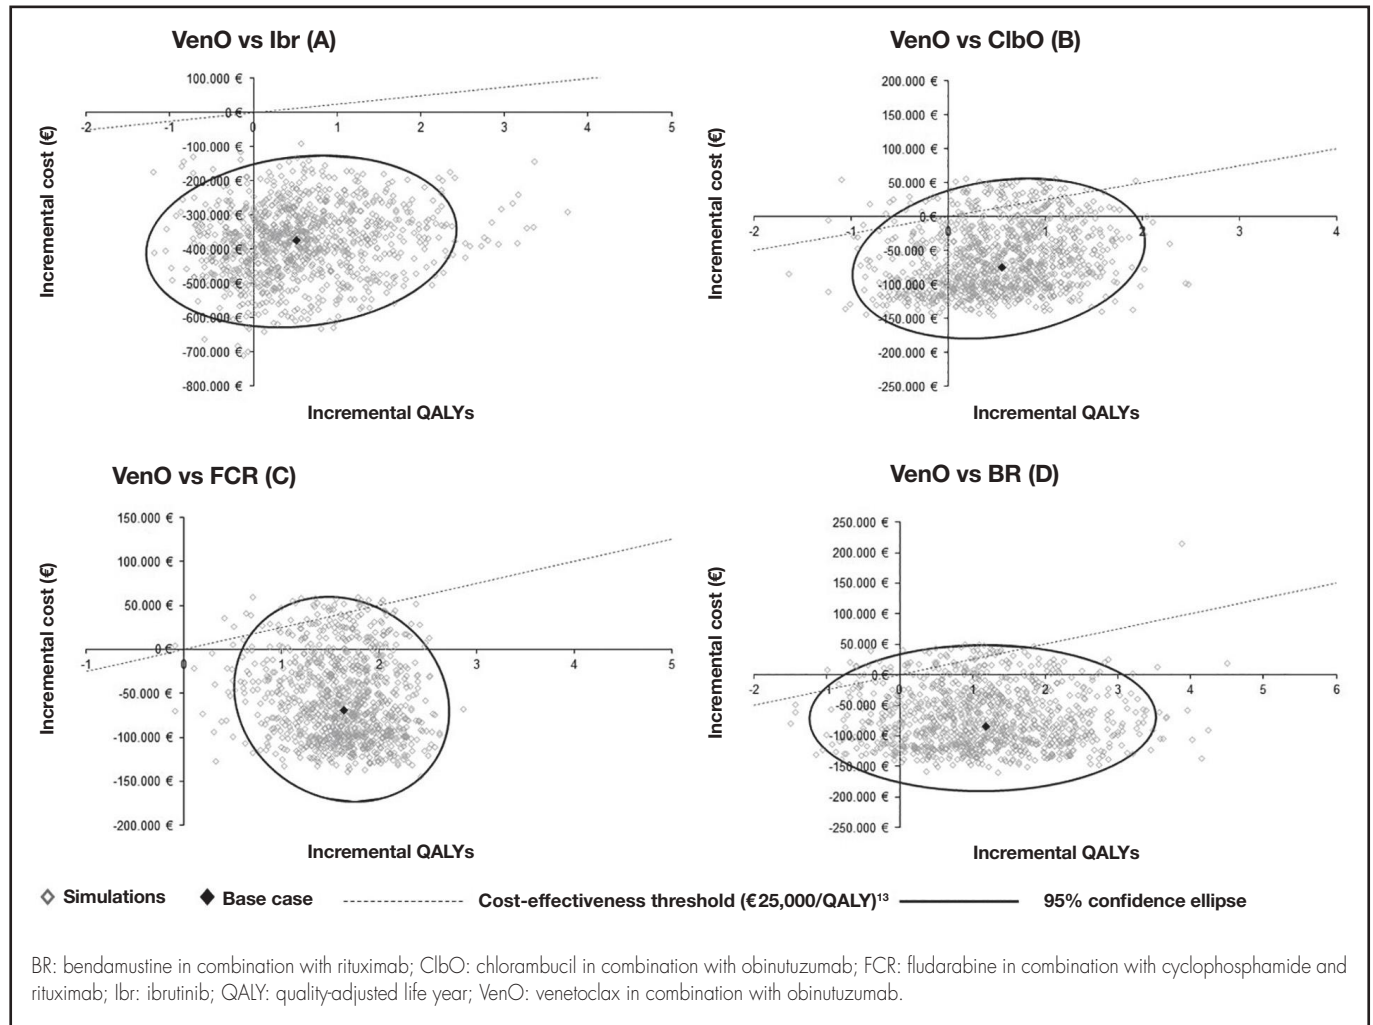 VenO vs Ibr (A)
Incremental cost (€)
100.000 €
0 €
-100.000 €
-200.000 €
-300.000 €
-400.000 €
-500.000 €
-600.000 €
-700.000 €
-800.000 €
-2 -1 0 1 2 3 4 5
Incremental QALYs
VenO vs ClbO (B)
Incremental cost (€)
200.000 €
150.000 €
100.000 €
50.000 €
0 €
-50.000 €
-100.000 €
-150.000 €
-200.000 €
-250.000 €
-2 -1 0 1 2 3 4
Incremental QALYs
VenO vs FCR (C)
Incremental cost (€)
150.000 €
100.000 €
50.000 €
0 €
-50.000 €
-100.000 €
-150.000 €
-200.000 €
-1 0 1 2 3 4 5
Incremental QALYs
VenO vs BR (D)
Incremental cost (€)
250.000 €
200.000 €
150.000 €
100.000 €
50.000 €
0 €
-50.000 €
-100.000 €
-150.000 €
-200.000 €
-250.000 €
-2 -1 0 1 2 3 4 5 6
Incremental QALYs
Simulations Base case Cost-effectiveness threshold (€25,000/QALY)¹³ 95% confidence ellipse
BR: bendamustine in combination with rituximab; ClbO: chlorambucil in combination with obinutuzumab; FCR: fludarabine in combination with cyclophosphamide and
rituximab; Ibr: ibrutinib; QALY: quality-adjusted life year; VenO: venetoclax in combination with obinutuzumab.